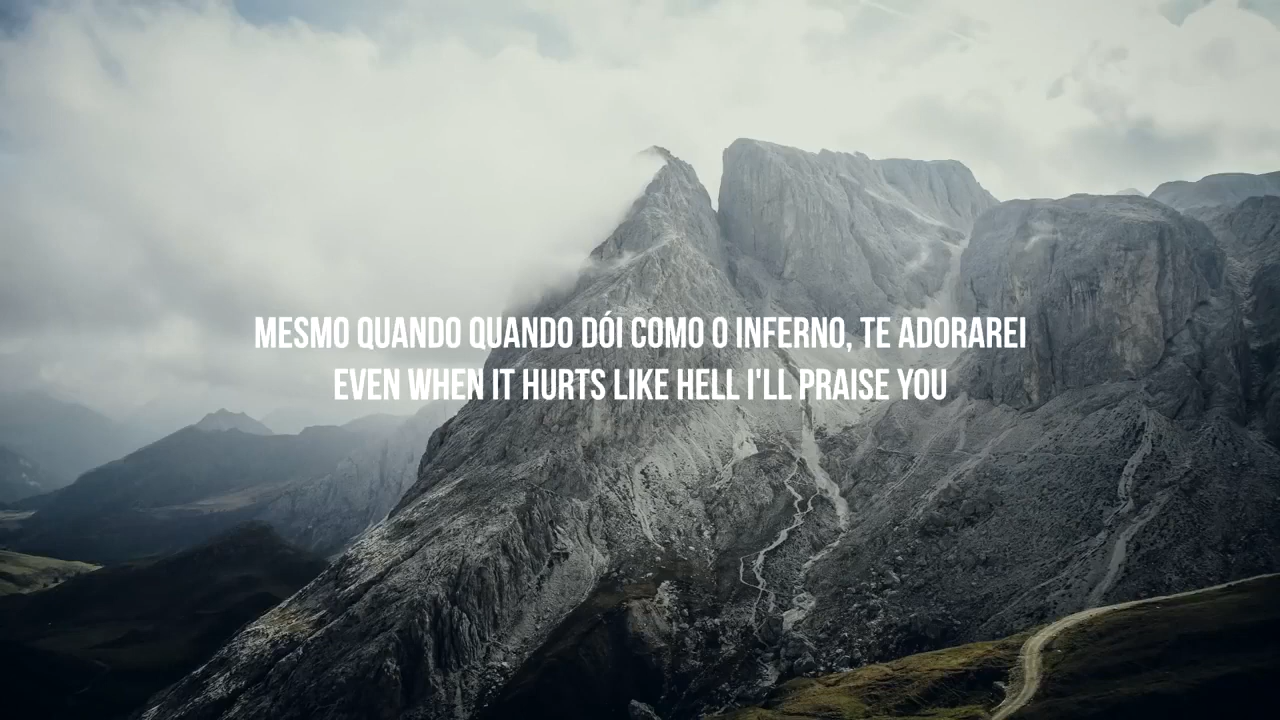 MESMO QUANDO QUANDO DÓI COMO O INFERNO, TE ADORAREI
EVEN WHEN IT HURTS LIKE HELL I'LL PRAISE YOU